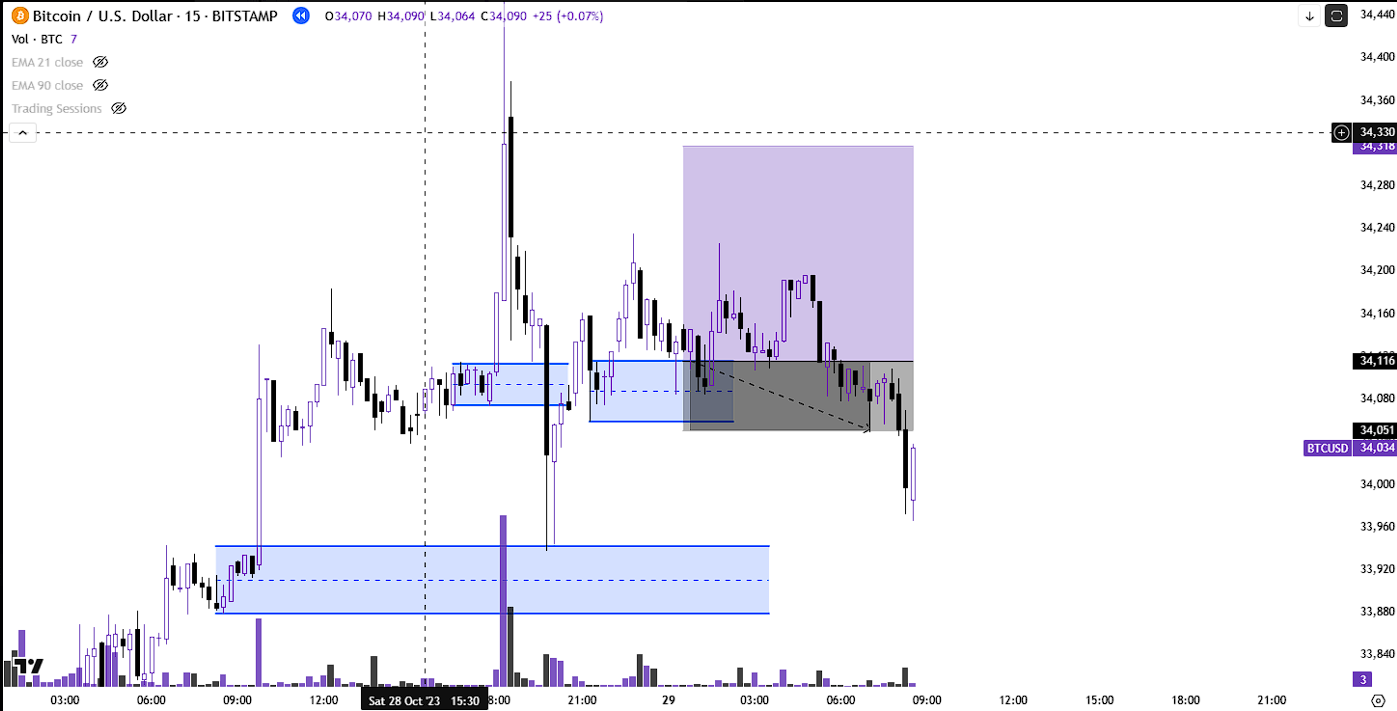 Bitcoin / U.S. Dollar · 15 · BITSTAMP O34,070 H34,090 L34,064 C34,090 +25 (+0.07%)
Vol · BTC 7
EMA 21 close
EMA 90 close
Trading Sessions
34,440
34,400
34,360
34,330
34,318
34,280
34,240
34,200
34,160
34,116
34,080
34,051
BTCUSD 34,034
34,000
33,960
33,920
33,880
33,840
3
03:00 06:00 09:00 12:00 Sat 28 Oct '23 15:30 8:00 21:00 29 03:00 06:00 09:00 12:00 15:00 18:00 21:00